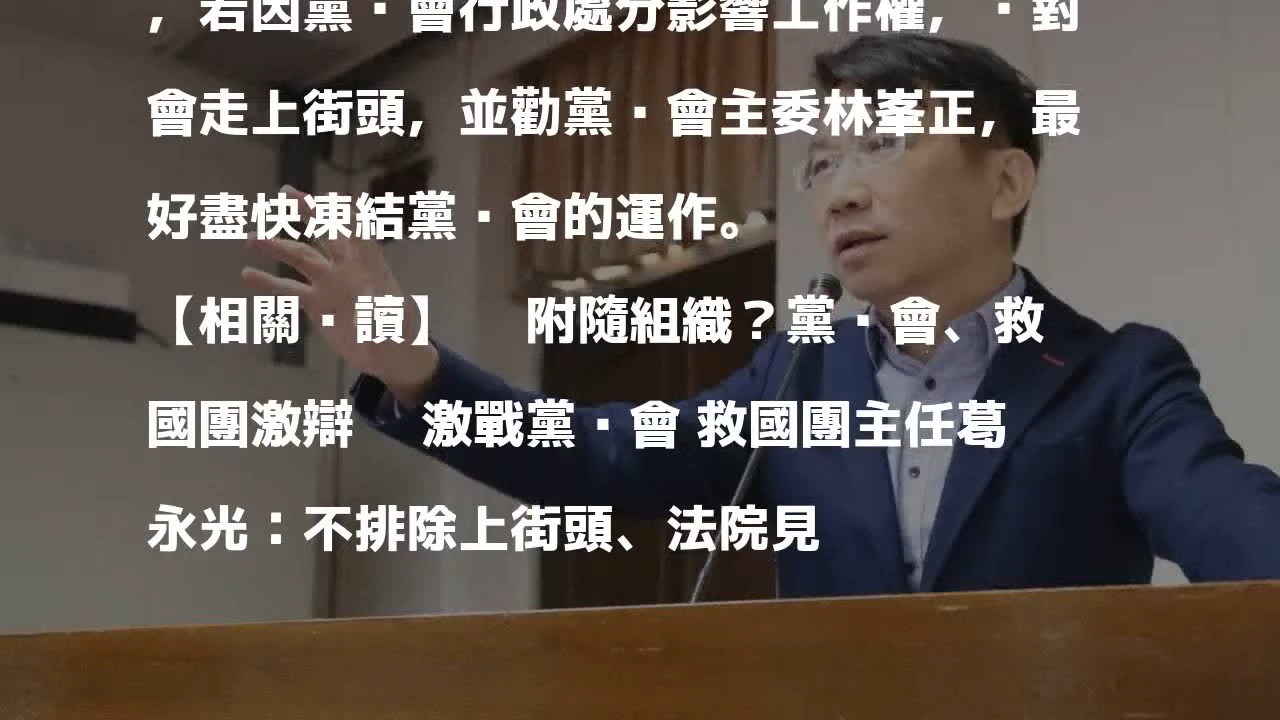 ，若因黨▪會行政處分影響工作權，▪對
會走上街頭，並勸黨▪會主委林峯正，最
好盡快凍結黨▪會的運作。
【相關▪讀】　附隨組織？黨▪會、救
國團激辯　激戰黨▪會 救國團主任葛
永光：不排除上街頭、法院見